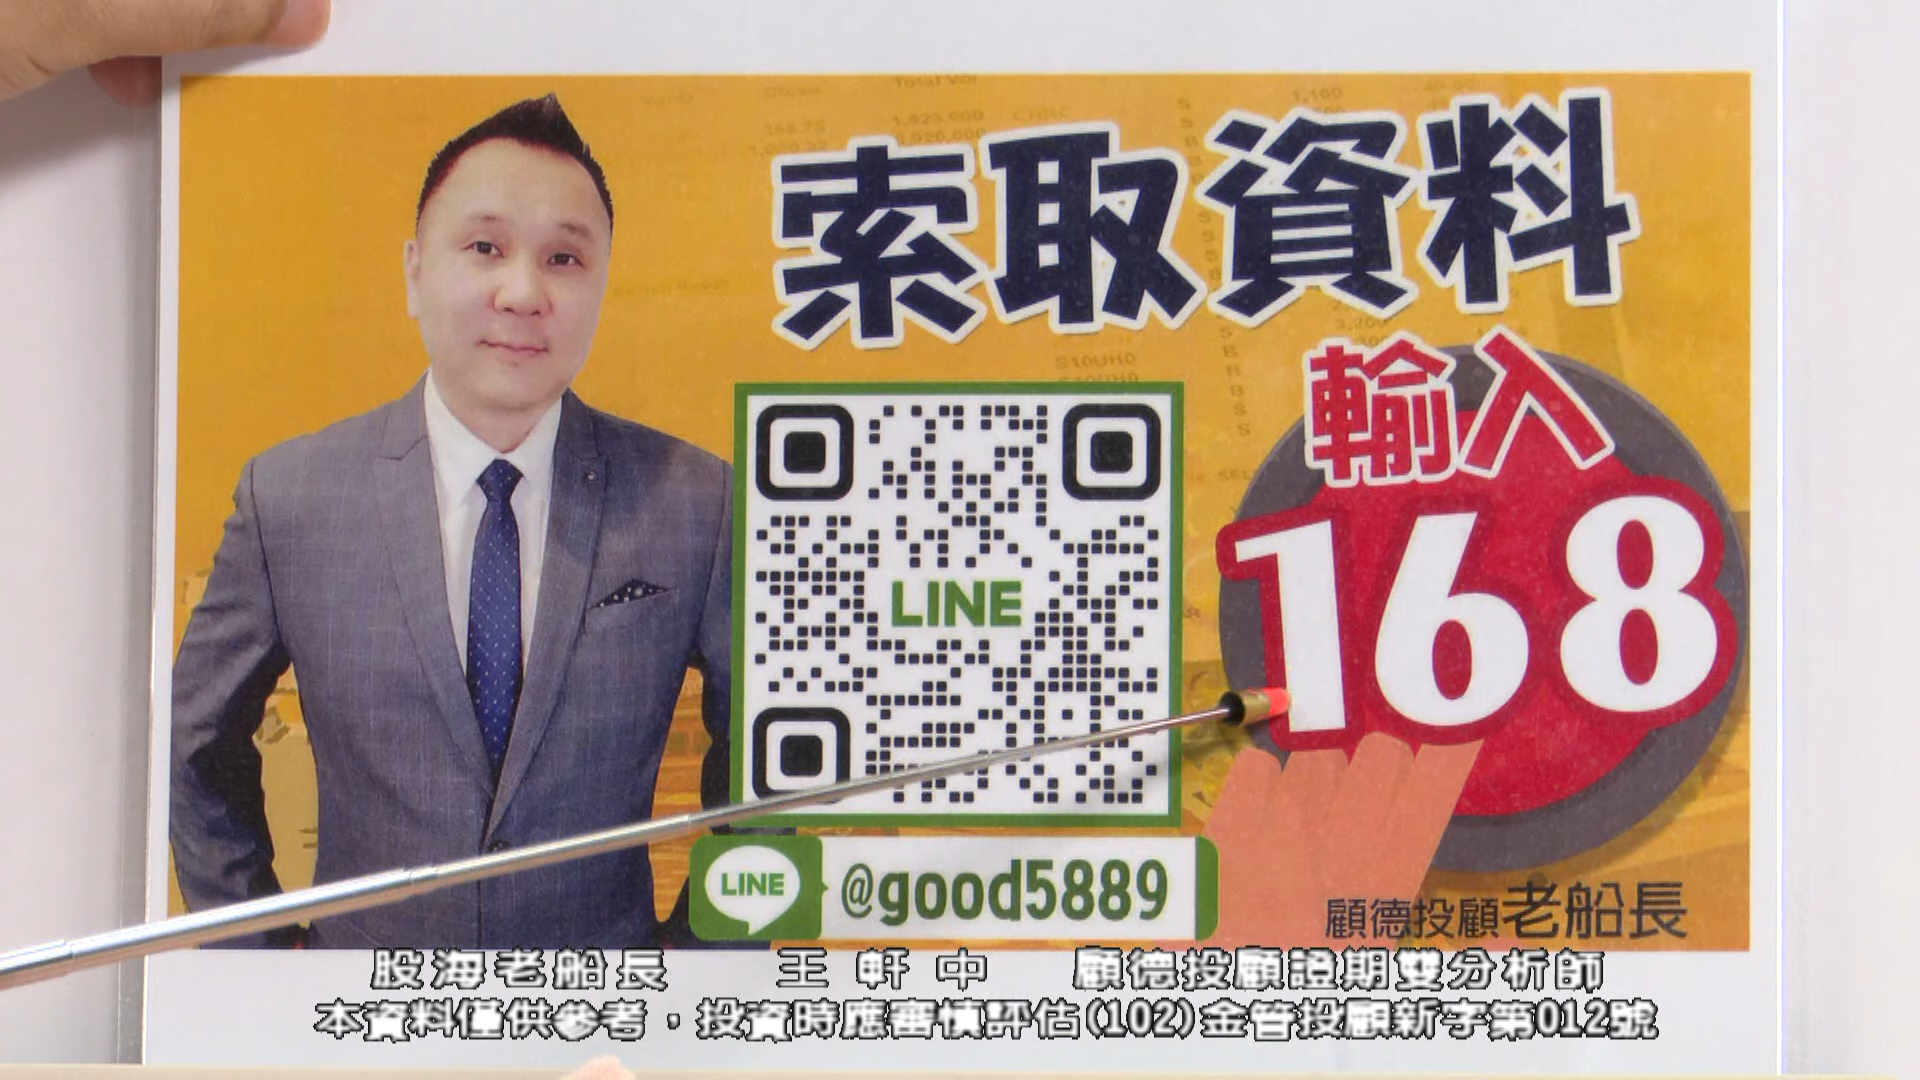 索取資料
輸入
168
LINE
LINE @good5889
顧德投顧老船長
股海老船長 王軒中 顧德投顧證期雙分析師
本資料僅供參考,投資時應審慎評估(102)金管投顧新字第012號